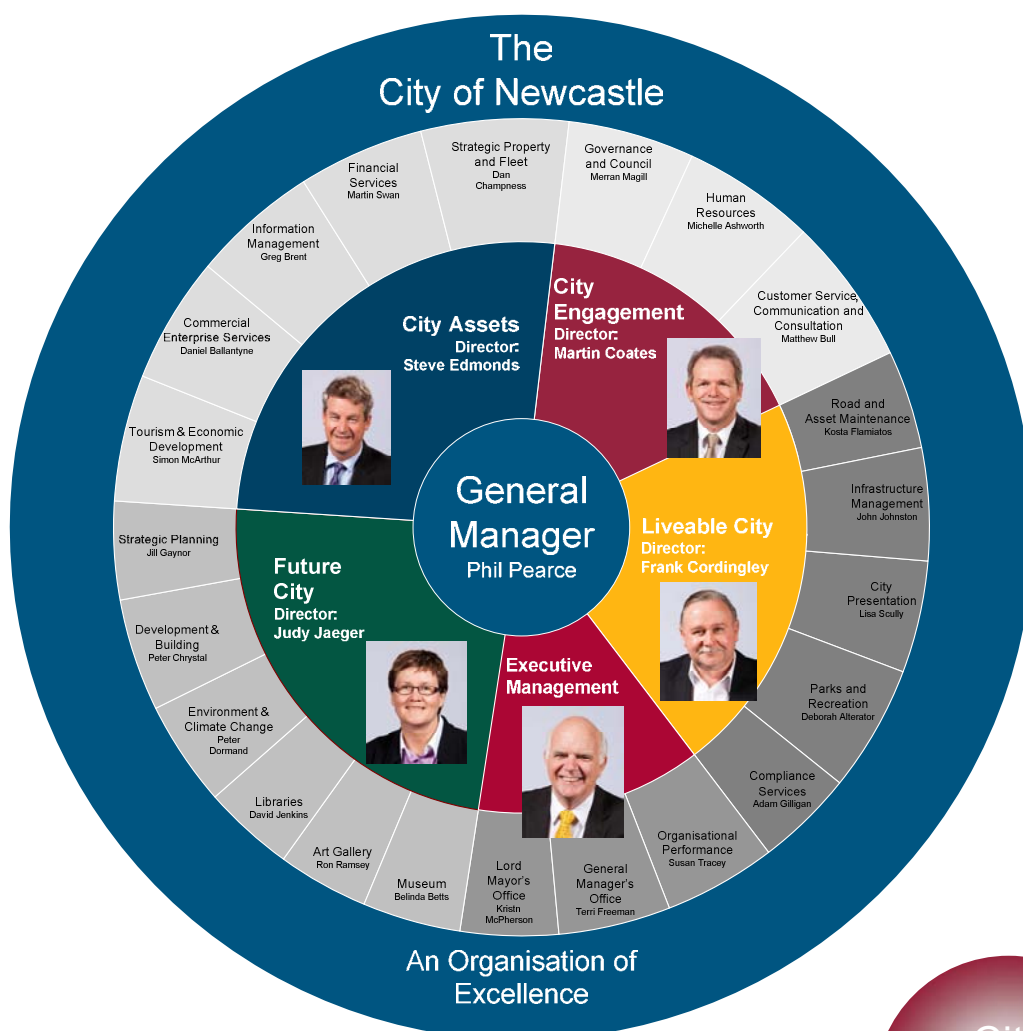 The
City of Newcastle
Strategic Property
and Fleet
Dan
Champness
Governance
and Council
Merran Magill
Human
Resources
Michelle Ashworth
Customer Service,
Communication and
Consultation
Matthew Bull
Road and
Asset Maintenance
Kosta Flamiatos
Infrastructure
Management
John Johnston
City
Presentation
Lisa Scully
Parks and
Recreation
Deborah Alterator
Compliance
Services
Adam Gilligan
Organisational
Performance
Susan Tracey
General
Manager's
Office
Terri Freeman
Lord
Mayor's
Office
Kristn
McPherson
Museum
Belinda Betts
Art Gallery
Ron Ramsey
Libraries
David Jenkins
Environment &
Climate Change
Peter
Dormand
Development &
Building
Peter Chrystal
Strategic Planning
Jill Gaynor
Tourism & Economic
Development
Simon McArthur
Commercial
Enterprise Services
Daniel Ballantyne
Information
Management
Greg Brent
Financial
Services
Martin Swan
City Assets
Director:
Steve Edmonds
City
Engagement
Director:
Martin Coates
Liveable City
Director:
Frank Cordingley
Executive
Management
Future
City
Director:
Judy Jaeger
General
Manager
Phil Pearce
An Organisation of
Excellence